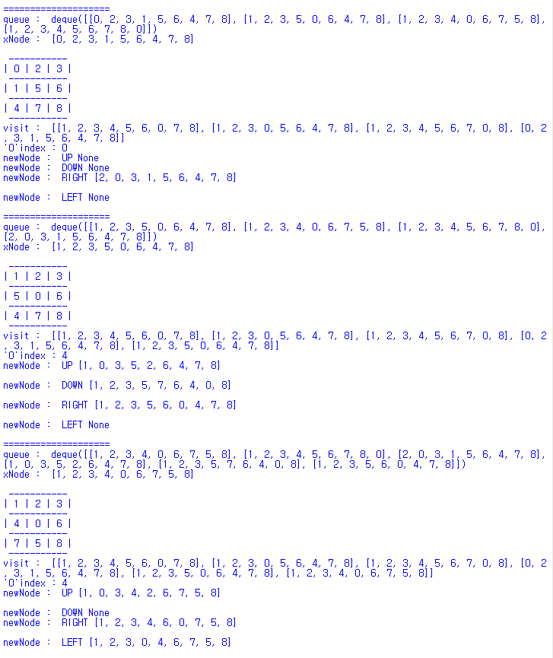 ====================
queue :  deque([[0, 2, 3, 1, 5, 6, 4, 7, 8], [1, 2, 3, 5, 0, 6, 4, 7, 8], [1, 2, 3, 4, 0, 6, 7, 5, 8],
[1, 2, 3, 4, 5, 6, 7, 8, 0]])
xNode :  [0, 2, 3, 1, 5, 6, 4, 7, 8]
-----------
| 0 | 2 | 3 |
-----------
| 1 | 5 | 6 |
-----------
| 4 | 7 | 8 |
-----------
visit :  [[1, 2, 3, 4, 5, 6, 0, 7, 8], [1, 2, 3, 0, 5, 6, 4, 7, 8], [1, 2, 3, 4, 5, 6, 7, 0, 8], [0, 2
, 3, 1, 5, 6, 4, 7, 8]]
'0'index : 0
newNode :  UP None
newNode :  DOWN None
newNode :  RIGHT [2, 0, 3, 1, 5, 6, 4, 7, 8]
newNode :  LEFT None
====================
queue :  deque([[1, 2, 3, 5, 0, 6, 4, 7, 8], [1, 2, 3, 4, 0, 6, 7, 5, 8], [1, 2, 3, 4, 5, 6, 7, 8, 0],
[2, 0, 3, 1, 5, 6, 4, 7, 8]])
xNode :  [1, 2, 3, 5, 0, 6, 4, 7, 8]
-----------
| 1 | 2 | 3 |
-----------
| 5 | 0 | 6 |
-----------
| 4 | 7 | 8 |
-----------
visit :  [[1, 2, 3, 4, 5, 6, 0, 7, 8], [1, 2, 3, 0, 5, 6, 4, 7, 8], [1, 2, 3, 4, 5, 6, 7, 0, 8], [0, 2
, 3, 1, 5, 6, 4, 7, 8], [1, 2, 3, 5, 0, 6, 4, 7, 8]]
'0'index : 4
newNode :  UP [1, 0, 3, 5, 2, 6, 4, 7, 8]
newNode :  DOWN [1, 2, 3, 5, 7, 6, 4, 0, 8]
newNode :  RIGHT [1, 2, 3, 5, 6, 0, 4, 7, 8]
newNode :  LEFT None
====================
queue :  deque([[1, 2, 3, 4, 0, 6, 7, 5, 8], [1, 2, 3, 4, 5, 6, 7, 8, 0], [2, 0, 3, 1, 5, 6, 4, 7, 8],
[1, 0, 3, 5, 2, 6, 4, 7, 8], [1, 2, 3, 5, 7, 6, 4, 0, 8], [1, 2, 3, 5, 6, 0, 4, 7, 8]])
xNode :  [1, 2, 3, 4, 0, 6, 7, 5, 8]
-----------
| 1 | 2 | 3 |
-----------
| 4 | 0 | 6 |
-----------
| 7 | 5 | 8 |
-----------
visit :  [[1, 2, 3, 4, 5, 6, 0, 7, 8], [1, 2, 3, 0, 5, 6, 4, 7, 8], [1, 2, 3, 4, 5, 6, 7, 0, 8], [0, 2
, 3, 1, 5, 6, 4, 7, 8], [1, 2, 3, 5, 0, 6, 4, 7, 8], [1, 2, 3, 4, 0, 6, 7, 5, 8]]
'0'index : 4
newNode :  UP [1, 0, 3, 4, 2, 6, 7, 5, 8]
newNode :  DOWN None
newNode :  RIGHT [1, 2, 3, 4, 6, 0, 7, 5, 8]
newNode :  LEFT [1, 2, 3, 0, 4, 6, 7, 5, 8]